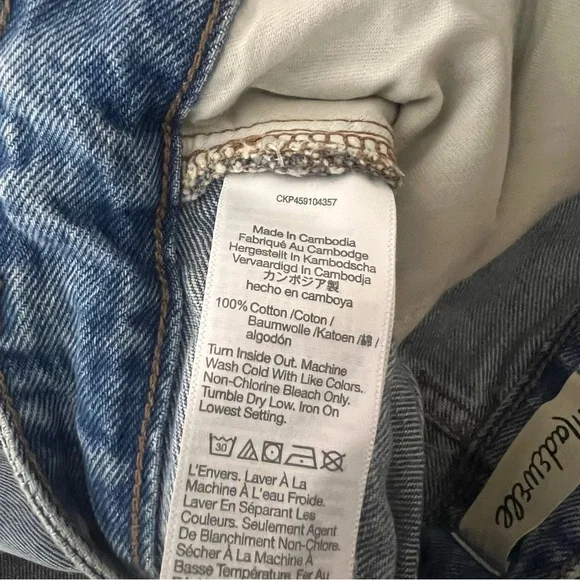 CKP459104357
Made In Cambodia
Fabriqué Au Cambodge
Hergestellt In Kambodscha
Vervaardigd In Cambodja
カンボジア製
hecho en camboya
100% Cotton /Coton /
Baumwolle /Katoen /綿 /
algodón
Turn Inside Out. Machine
Wash Cold With Like Colors.
Non-Chlorine Bleach Only.
Tumble Dry Low. Iron On
Lowest Setting.
30
L'Envers. Laver À La
Machine À L'eau Froide.
Laver En Séparant Les
Couleurs. Seulement Agent
De Blanchiment Non-Chlore.
Sécher À La Machine À
Basse Température. Fer Au
Madewell